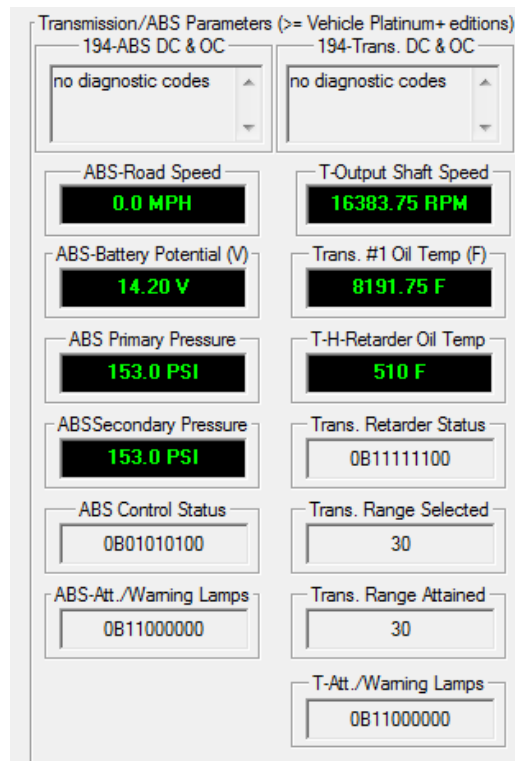 Transmission/ABS Parameters (>= Vehicle Platinum+ editions)
194-ABS DC & OC
194-Trans. DC & OC
no diagnostic codes
no diagnostic codes
ABS-Road Speed
T-Output Shaft Speed
0.0 MPH
16383.75 RPM
ABS-Battery Potential (V)
Trans. #1 Oil Temp (F)
14.20 V
8191.75 F
ABS Primary Pressure
T-H-Retarder Oil Temp
153.0 PSI
510 F
ABSSecondary Pressure
Trans. Retarder Status
153.0 PSI
0B11111100
ABS Control Status
Trans. Range Selected
0B01010100
30
ABS-Att./Warning Lamps
Trans. Range Attained
0B11000000
30
T-Att./Warning Lamps
0B11000000